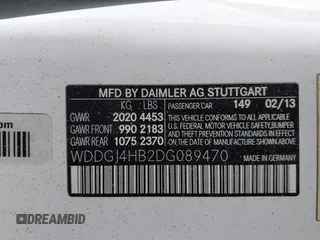 MFD BY DAIMLER AG STUTTGART
KG LBS PASSENGER CAR 149 02/13
GVWR 2020 4453 THIS VEHICLE CONFORMS TO ALL APPLICABLE
GAWR FRONT 990 2183 U.S. FEDERAL MOTOR VEHICLE SAFETY, BUMPER,
GAWR REAR 1075 2370 AND THEFT PREVENTION STANDARDS IN EFFECT
ON THE DATE OF MANUFACTURE SHOWN ABOVE.
WDDGJ4HB2DG089470
MADE IN GERMANY
.com
DREAMBID